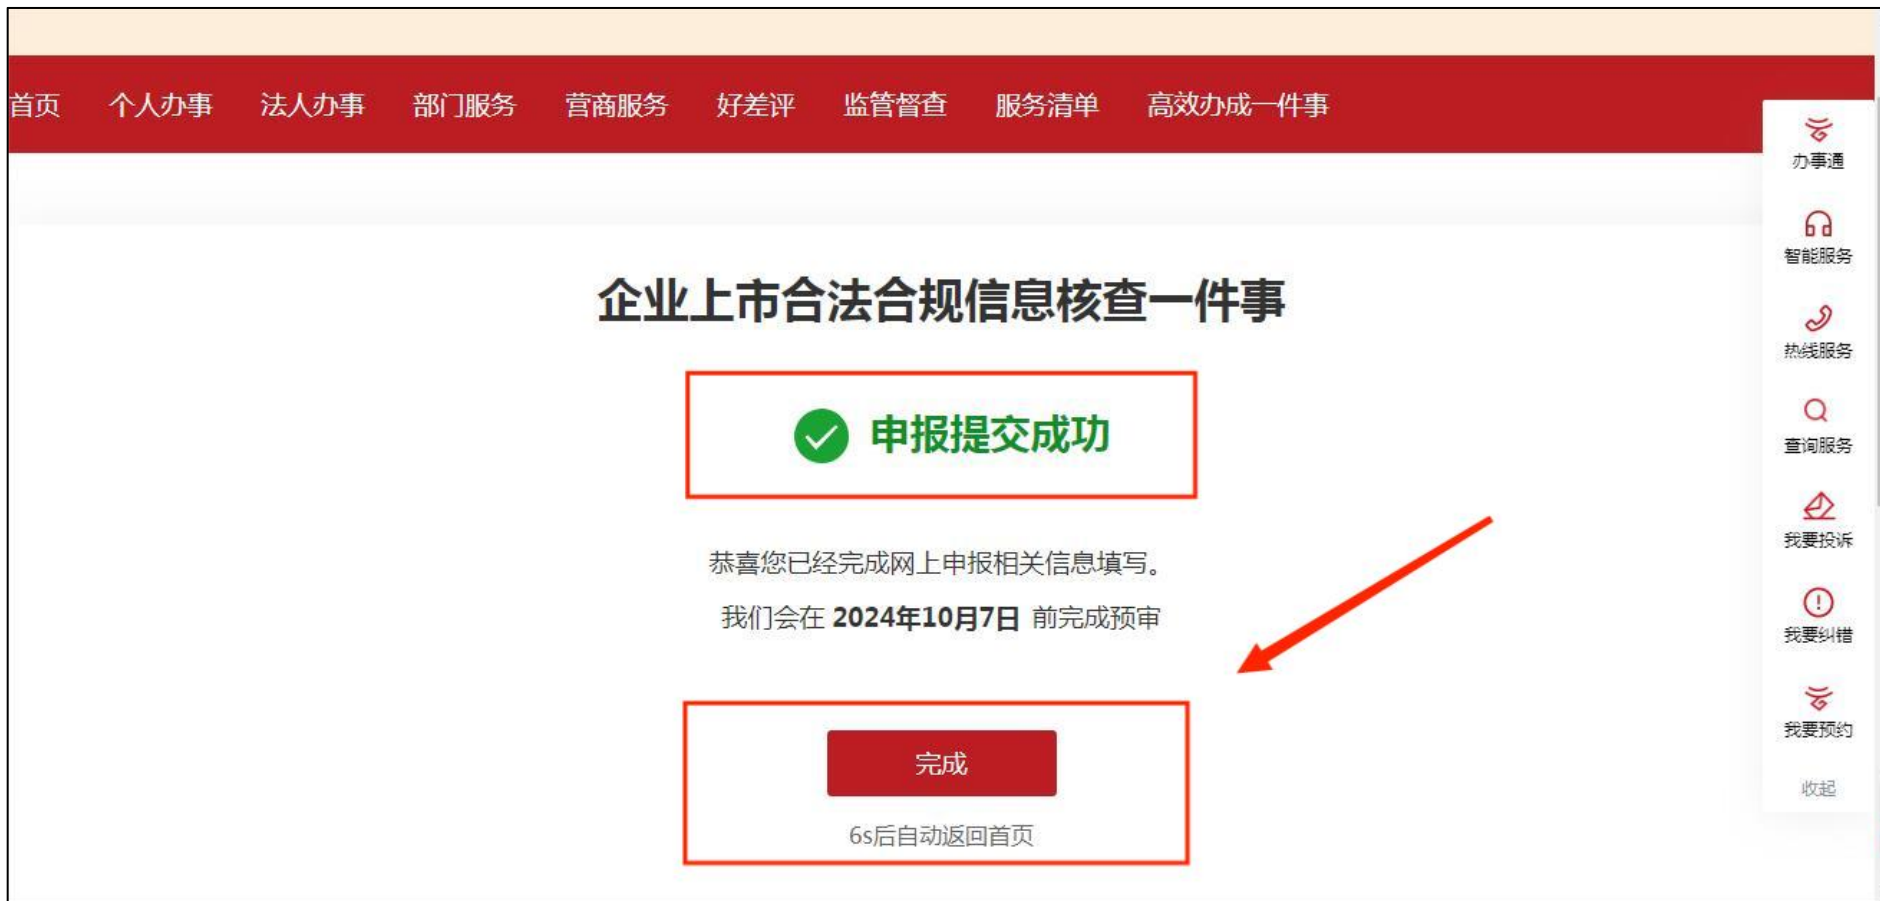 首页 个人办事 法人办事 部门服务 营商服务 好差评 监管督查 服务清单 高效办成一件事
企业上市合法合规信息核查一件事
申报提交成功
恭喜您已经完成网上申报相关信息填写。
我们会在 2024年10月7日 前完成预审
完成
6s后自动返回首页
办事通
智能服务
热线服务
查询服务
我要投诉
我要纠错
我要预约
收起